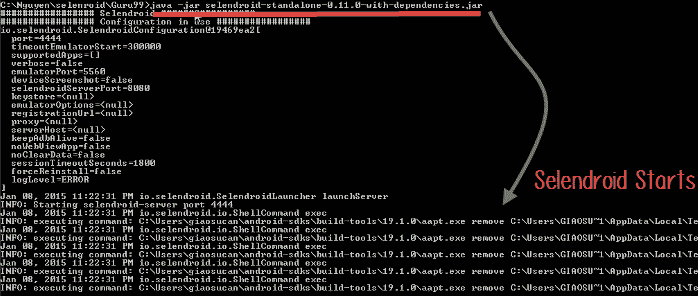 C:\Nguyen\selenroid\Guru99>java -jar selendroid-standalone-0.11.0-with-dependencies.jar
################ Selendroid ################
################ Configuration in use ################
io.selendroid.SelendroidConfiguration@19469ea2[
port=4444
timeoutEmulatorStart=300000
supportedApps=[]
verbose=false
emulatorPort=5560
deviceScreenshot=false
selendroidServerPort=8080
keystore=<null>
emulatorOptions=<null>
registrationUrl=<null>
proxy=<null>
serverHost=<null>
keepAdbAlive=false
noWebViewApp=false
noClearData=false
sessionTimeoutSeconds=1800
forceReinstall=false
logLevel=ERROR
]
Jan 08, 2015 11:22:31 PM io.selendroid.SelendroidLauncher launchServer
INFO: Starting selendroid-server port 4444
Jan 08, 2015 11:22:31 PM io.selendroid.io.ShellCommand exec
INFO: executing command: C:\Users\giaosucan\android-sdks\build-tools\19.1.0\aapt.exe remove C:\Users\GIAOSU~1\AppData\Local\Te
Jan 08, 2015 11:22:31 PM io.selendroid.io.ShellCommand exec
INFO: executing command: C:\Users\giaosucan\android-sdks\build-tools\19.1.0\aapt.exe remove C:\Users\GIAOSU~1\AppData\Local\Te
Jan 08, 2015 11:22:31 PM io.selendroid.io.ShellCommand exec
INFO: executing command: C:\Users\giaosucan\android-sdks\build-tools\19.1.0\aapt.exe remove C:\Users\GIAOSU~1\AppData\Local\Te
Jan 08, 2015 11:22:31 PM io.selendroid.io.ShellCommand exec
INFO: executing command: C:\Users\giaosucan\android-sdks\build-tools\19.1.0\aapt.exe remove C:\Users\GIAOSU~1\AppData\Local\Te
Selendroid Starts